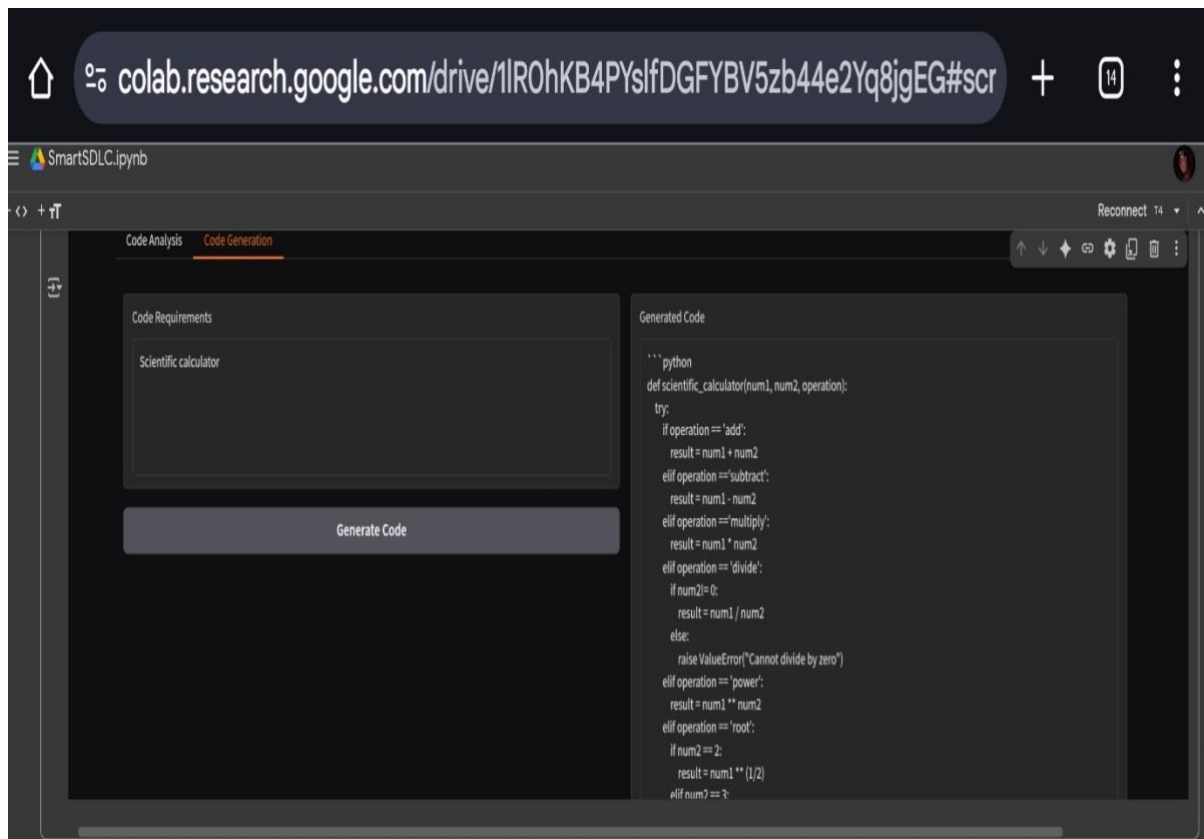 colab.research.google.com/drive/1lROhKB4PYslfDGFYBV5zb44e2Yq8jgEG#scr
14
SmartSDLC.ipynb
<> + TT
Reconnect T4
Code Analysis Code Generation
Code Requirements
Scientific calculator
Generate Code
Generated Code
```python
def scientific_calculator(num1, num2, operation):
try:
if operation == 'add':
result = num1 + num2
elif operation =='subtract':
result = num1 - num2
elif operation =='multiply':
result = num1 * num2
elif operation == 'divide':
if num2!= 0:
result = num1 / num2
else:
raise ValueError("Cannot divide by zero")
elif operation == 'power':
result = num1 ** num2
elif operation == 'root':
if num2 == 2:
result = num1 ** (1/2)
elif num2 == 3: